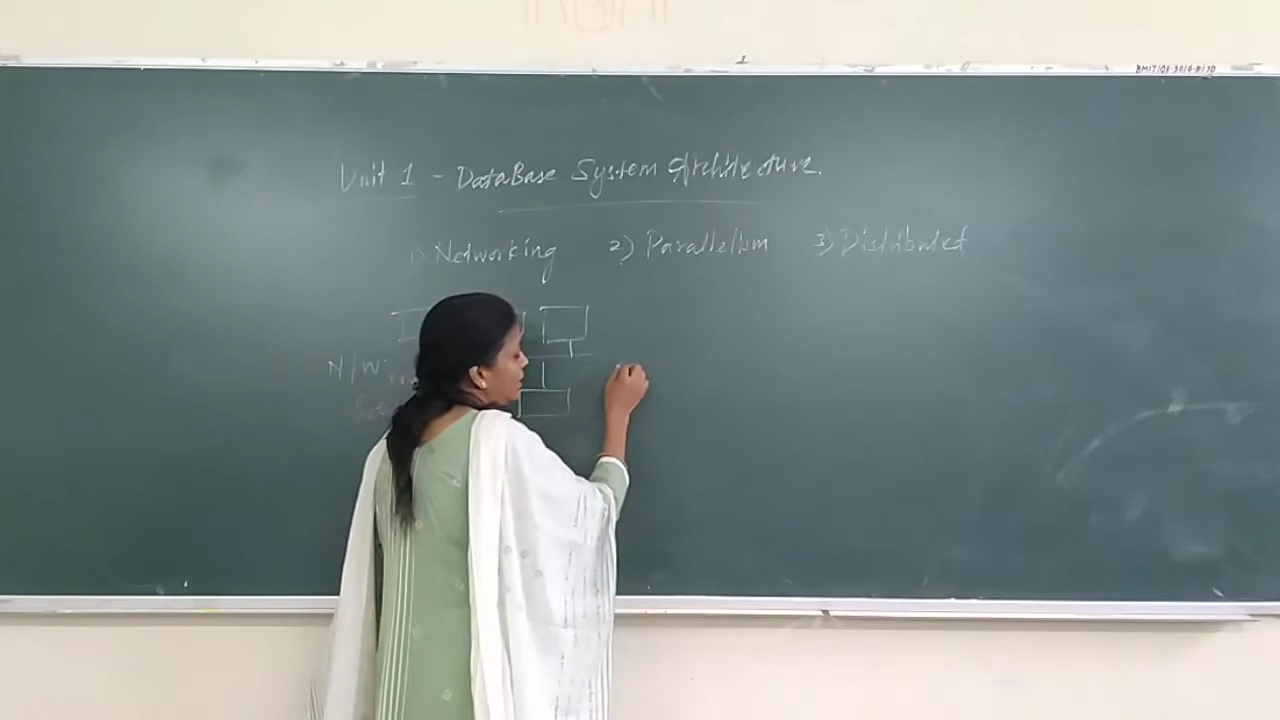 Unit 1 - DataBase System Architecture.
1) Networking 2) Parallelism 3) Distributed
N/W